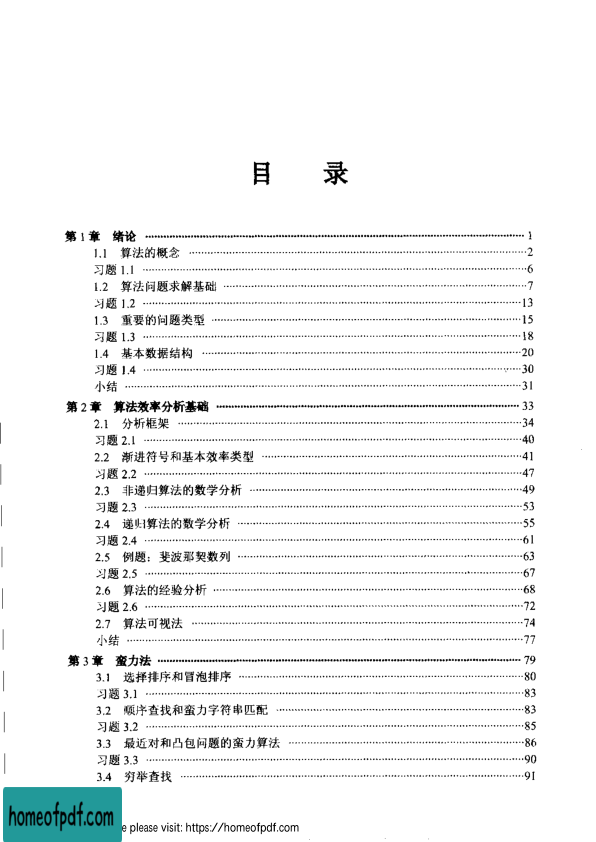 目 录
第 1 章 绪论 1
1.1 算法的概念 2
习题 1.1 6
1.2 算法问题求解基础 7
习题 1.2 13
1.3 重要的问题类型 15
习题 1.3 18
1.4 基本数据结构 20
习题 1.4 30
小结 31
第 2 章 算法效率分析基础 33
2.1 分析框架 34
习题 2.1 40
2.2 渐进符号和基本效率类型 41
习题 2.2 47
2.3 非递归算法的数学分析 49
习题 2.3 53
2.4 递归算法的数学分析 55
习题 2.4 61
2.5 例题：斐波那契数列 63
习题 2.5 67
2.6 算法的经验分析 68
习题 2.6 72
2.7 算法可视法 74
小结 77
第 3 章 蛮力法 79
3.1 选择排序和冒泡排序 80
习题 3.1 83
3.2 顺序查找和蛮力字符串匹配 83
习题 3.2 85
3.3 最近对和凸包问题的蛮力算法 86
习题 3.3 90
3.4 穷举查找 91
homeofpdf.com
e please visit: https://homeofpdf.com